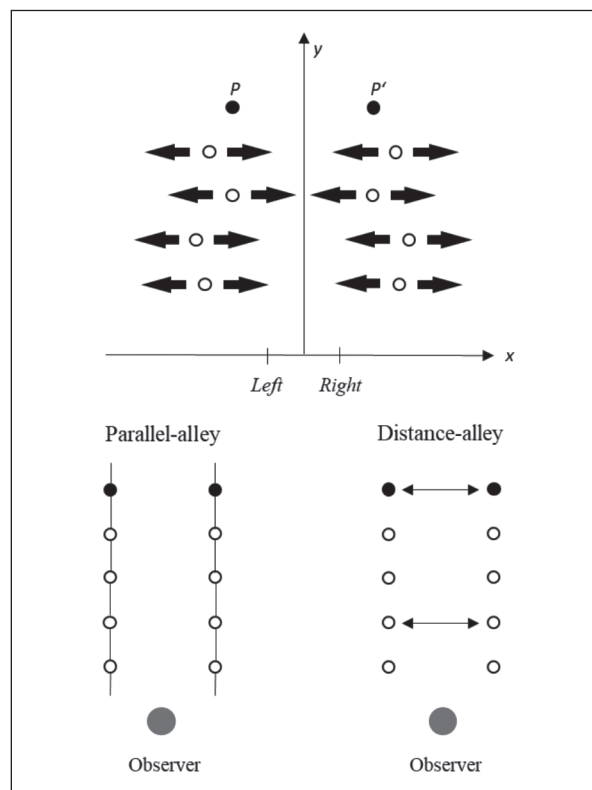 y
P P‘
x
Left Right
Parallel-alley Distance-alley
Observer Observer